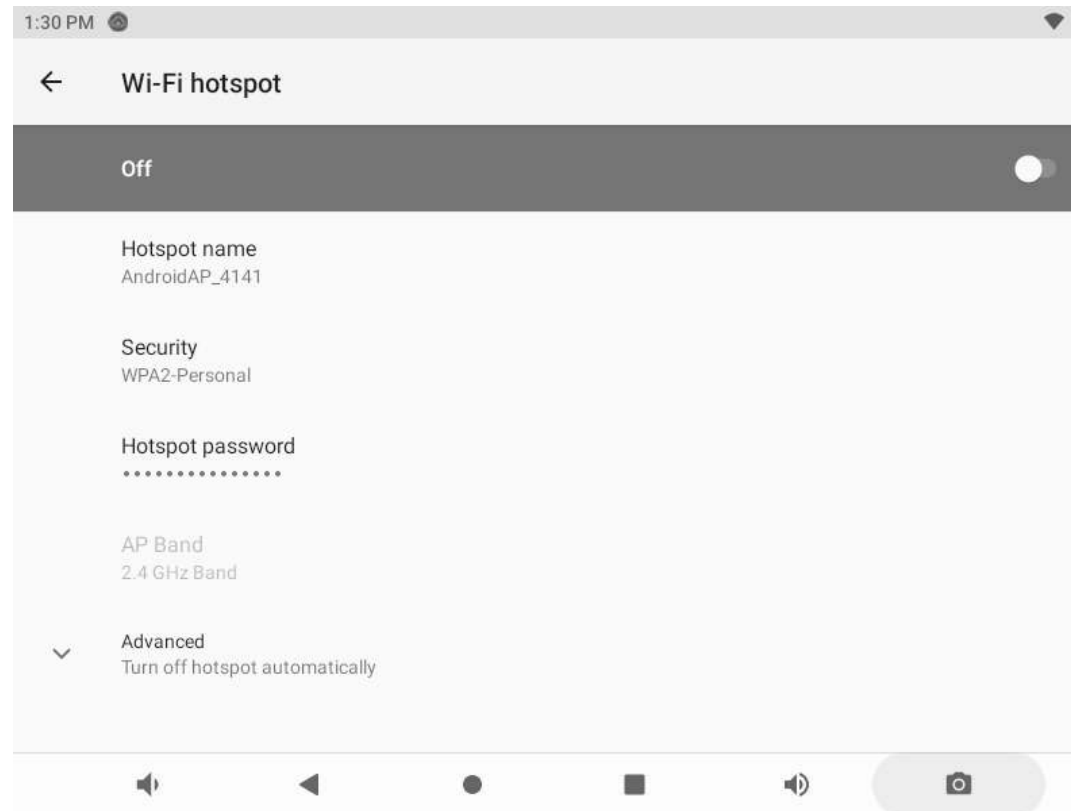 1:30 PM
Wi-Fi hotspot
Off
Hotspot name
AndroidAP_4141
Security
WPA2-Personal
Hotspot password
•••••••••••••••
AP Band
2.4 GHz Band
Advanced
Turn off hotspot automatically